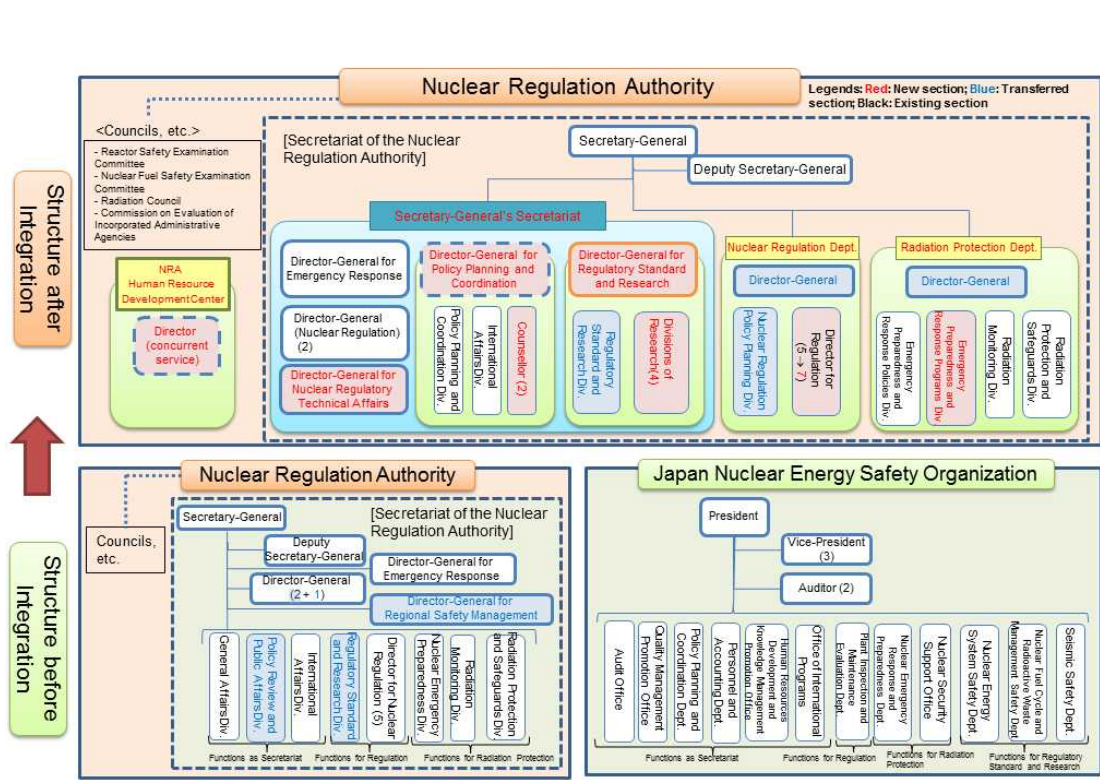 Nuclear Regulation Authority
Legends: Red: New section; Blue: Transferred
section; Black: Existing section
<Councils, etc.>
- Reactor Safety Examination
Committee
- Nuclear Fuel Safety Examination
Committee
- Radiation Council
- Commission on Evaluation of
Incorporated Administrative
Agencies
[Secretariat of the Nuclear
Regulation Authority]
Secretary-General
Deputy Secretary-General
Structure after
Integration
Secretary-General's Secretariat
Nuclear Regulation Dept.
Radiation Protection Dept.
NRA
Human Resource
Development Center
Director
(concurrent
service)
Director-General for
Emergency Response
Director-General
(Nuclear Regulation)
(2)
Director-General for
Nuclear Regulatory
Technical Affairs
Director-General for
Policy Planning and
Coordination
Policy Planning and
Coordination Div.
International
Affairs Div.
Counsellor (2)
Director-General for
Regulatory Standard
and Research
Regulatory
Standard and
Research Div.
Divisions of
Research(4)
Director-General
Nuclear Regulation
Policy Planning Div.
Director for
Regulation
(5 → 7)
Director-General
Emergency
Preparedness and
Response Policies Div.
Emergency
Preparedness and
Response Programs Div.
Radiation
Monitoring Div.
Radiation
Protection and
Safeguards Div.
Structure before
Integration
Nuclear Regulation Authority
Councils,
etc.
Secretary-General
[Secretariat of the Nuclear
Regulation Authority]
Deputy
Secretary-General
Director-General for
Emergency Response
Director-General
(2 + 1)
Director-General for
Regional Safety Management
General Affairs Div.
Policy Review and
Public Affairs Div.
International
Affairs Div.
Regulatory Standard
and Research Div.
Director for Nuclear
Regulation (5)
Nuclear Emergency
Preparedness Div.
Radiation
Monitoring Div.
Radiation Protection
and Safeguards Div.
Functions as Secretariat
Functions for Regulation
Functions for Radiation Protection
Japan Nuclear Energy Safety Organization
President
Vice-President
(3)
Auditor (2)
Audit Office
Quality Management
Promotion Office
Policy Planning and
Coordination Dept.
Personnel and
Accounting Dept.
Human Resources
Development and
Knowledge Management
Promotion Office
Office of International
Programs
Plant Inspection and
Maintenance
Evaluation Dept.
Nuclear Emergency
Response and
Preparedness Dept.
Nuclear Security
Support Office
Nuclear Energy
System Safety Dept.
Nuclear Fuel Cycle and
Radioactive Waste
Management Safety Dept.
Seismic Safety Dept.
Functions as Secretariat
Functions for Regulation
Functions for Radiation
Protection
Functions for Regulatory
Standard and Research